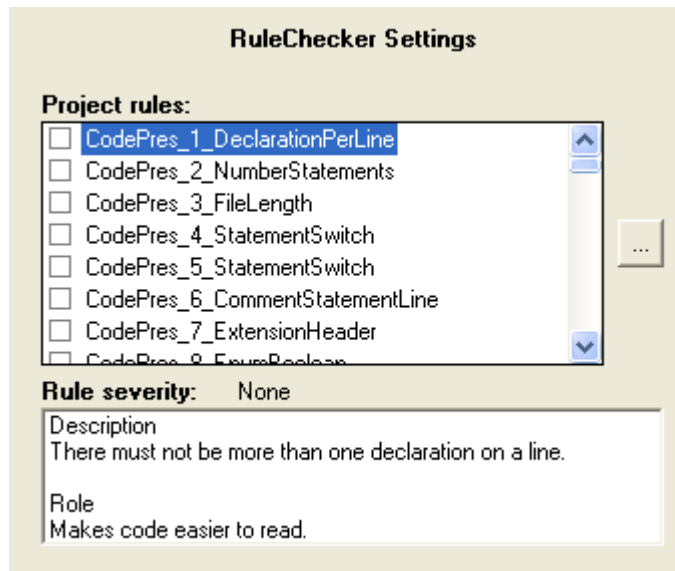 RuleChecker Settings
Project rules:
CodePres_1_DeclarationPerLine
CodePres_2_NumberStatements
CodePres_3_FileLength
CodePres_4_StatementSwitch
CodePres_5_StatementSwitch
CodePres_6_CommentStatementLine
CodePres_7_ExtensionHeader
CodePres_8_EnumBoolean
...
Rule severity: None
Description
There must not be more than one declaration on a line.
Role
Makes code easier to read.